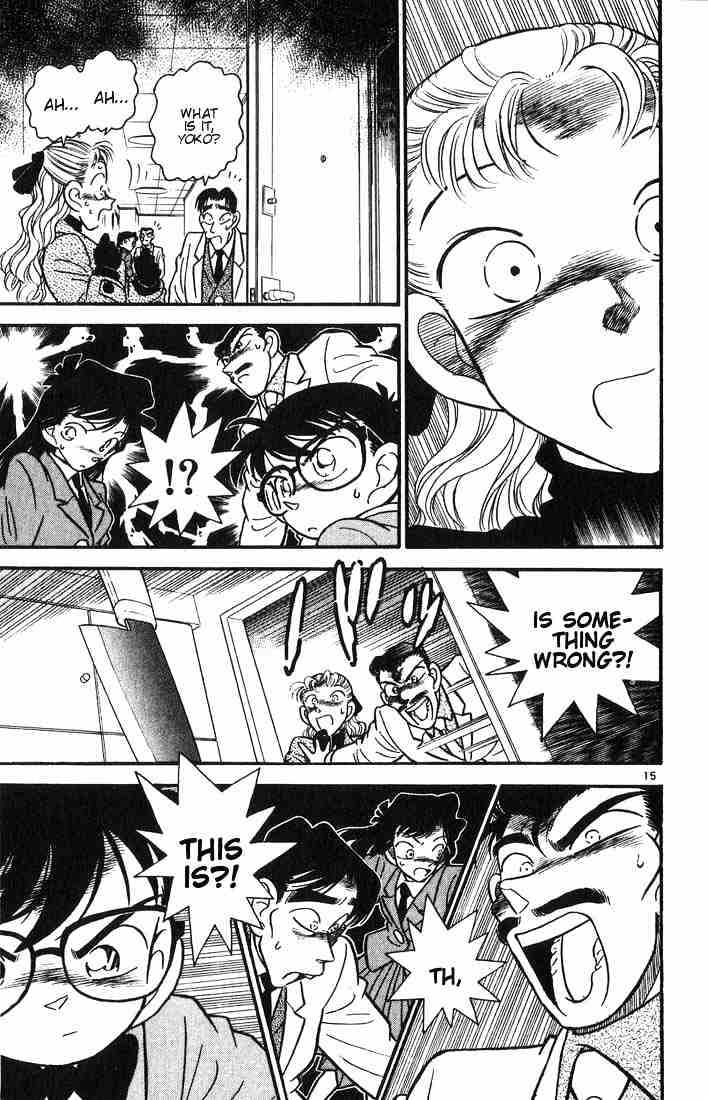 AH... AH...
WHAT
IS IT,
YOKO?
!?
IS SOME-
THING
WRONG?!
15
TH,
THIS
IS?!